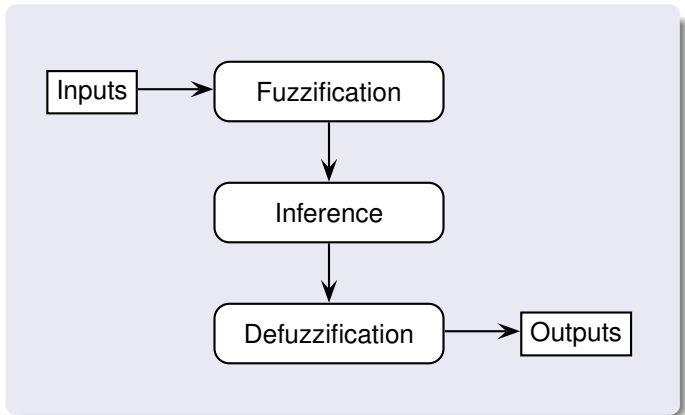 Inputs
Fuzzification
Inference
Defuzzification
Outputs